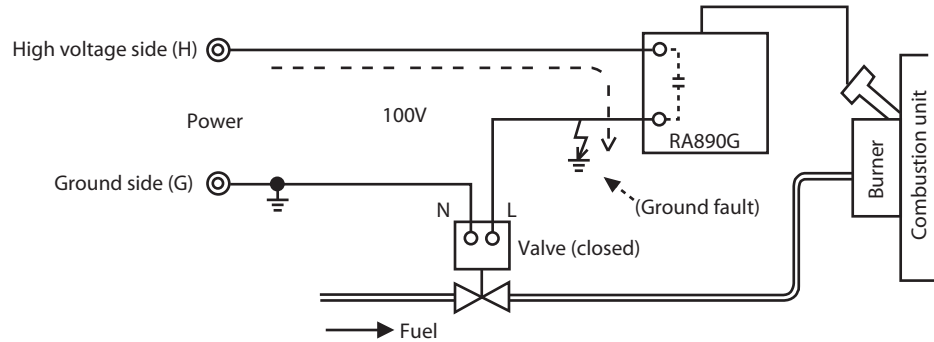 High voltage side (H)
Power
100V
RA890G
Ground side (G)
(Ground fault)
N
L
Valve (closed)
Fuel
Burner
Combustion unit